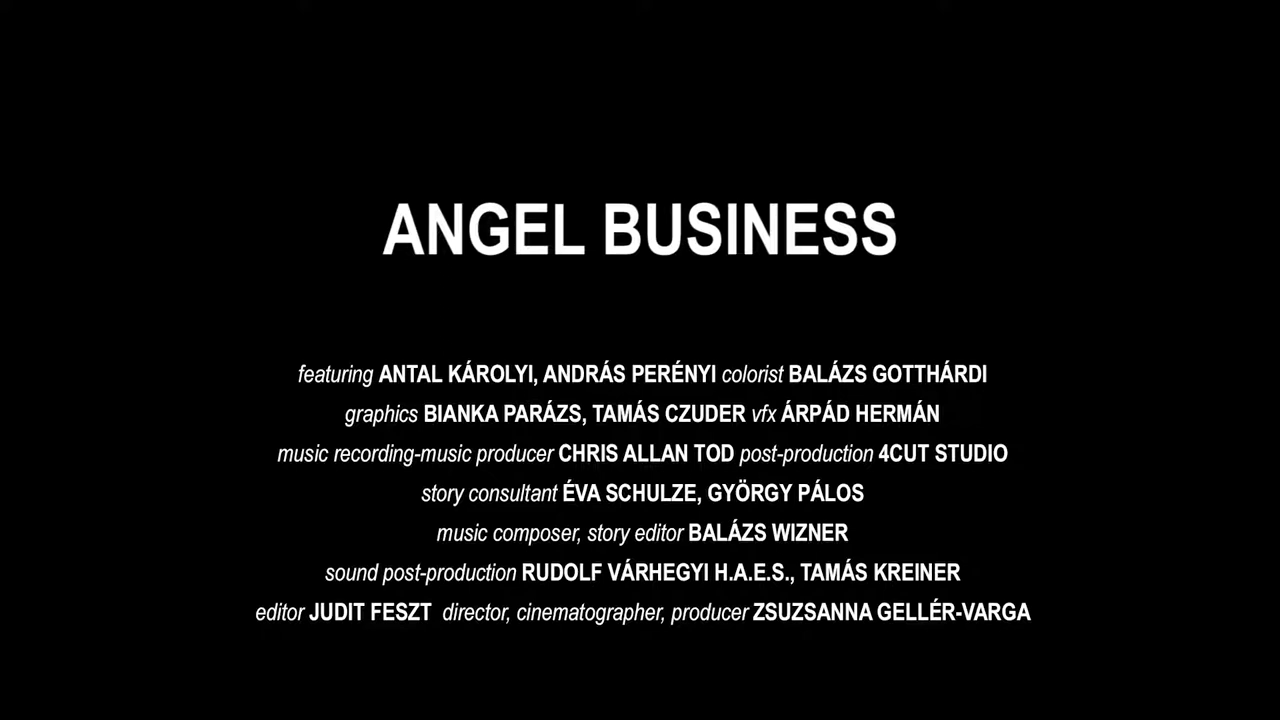 ANGEL BUSINESS
featuring ANTAL KÁROLYI, ANDRÁS PERÉNYI colorist BALÁZS GOTTHÁRDI
graphics BIANKA PARÁZS, TAMÁS CZUDER vfx ÁRPÁD HERMÁN
music recording-music producer CHRIS ALLAN TOD post-production 4CUT STUDIO
story consultant ÉVA SCHULZE, GYÖRGY PÁLOS
music composer, story editor BALÁZS WIZNER
sound post-production RUDOLF VÁRHEGYI H.A.E.S., TAMÁS KREINER
editor JUDIT FESZT director, cinematographer, producer ZSUZSANNA GELLÉR-VARGA